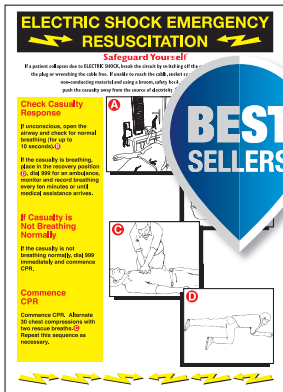 ELECTRIC SHOCK EMERGENCY
RESUSCITATION
Safeguard Yourself
If a patient collapses due to ELECTRIC SHOCK, break the circuit by switching off the
the plug or wrenching the cable free. If unable to reach the cable, socket
non-conducting material and using a broom, safety
push the casualty away from the source of electricity
Check Casualty
Response
If unconscious, open the
airway and check for normal
breathing (for up to
10 seconds).B
If the casualty is breathing,
place in the recovery position
D, dial 999 for an ambulance,
monitor and record breathing
every ten minutes or until
medical assistance arrives.
If Casualty is
Not Breathing
Normally
If the casualty is not
breathing normally, dial 999
immediately and commence
CPR.
Commence
CPR
Commence CPR. Alternate
30 chest compressions with
two rescue breaths.C
Repeat this sequence as
necessary.
A
C
D
BEST
SELLERS